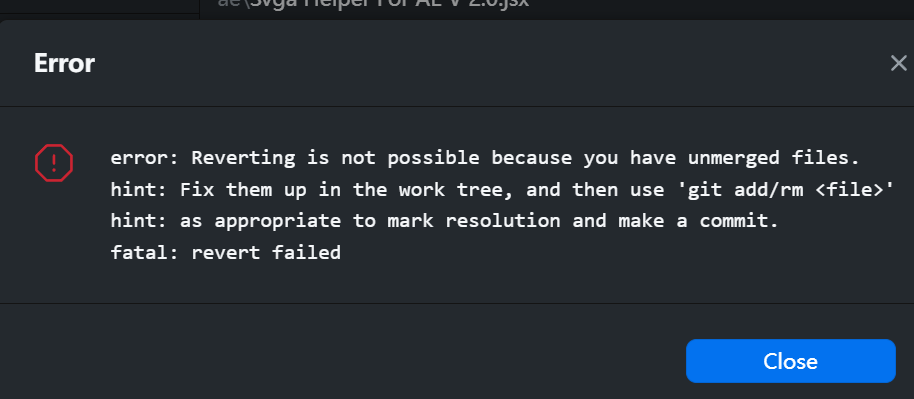 ae\Svga Helper For AE V 2.0.jsx
Error
error: Reverting is not possible because you have unmerged files.
hint: Fix them up in the work tree, and then use 'git add/rm <file>'
hint: as appropriate to mark resolution and make a commit.
fatal: revert failed
Close